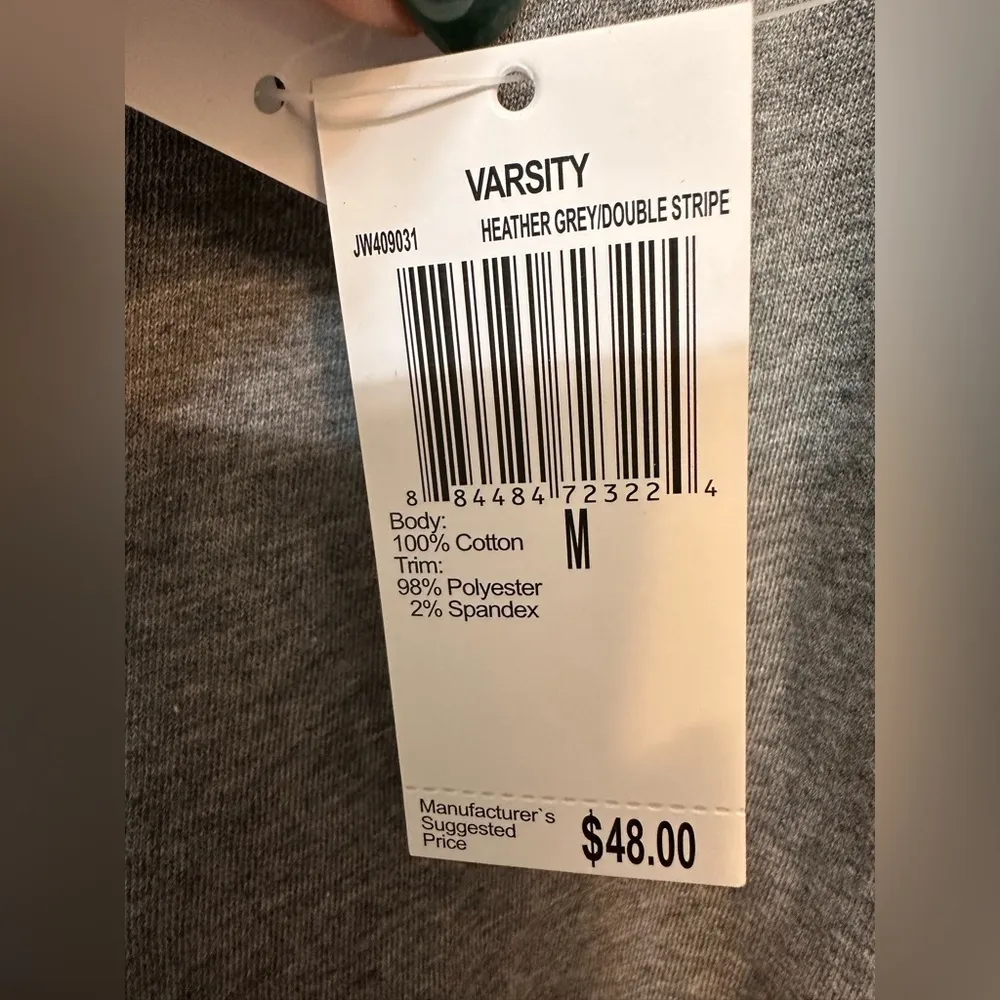 VARSITY
JW409031 HEATHER GREY/DOUBLE STRIPE
8 84484 72322 4
Body:
100% Cotton M
Trim:
98% Polyester
2% Spandex
Manufacturer`s
Suggested
Price
$48.00